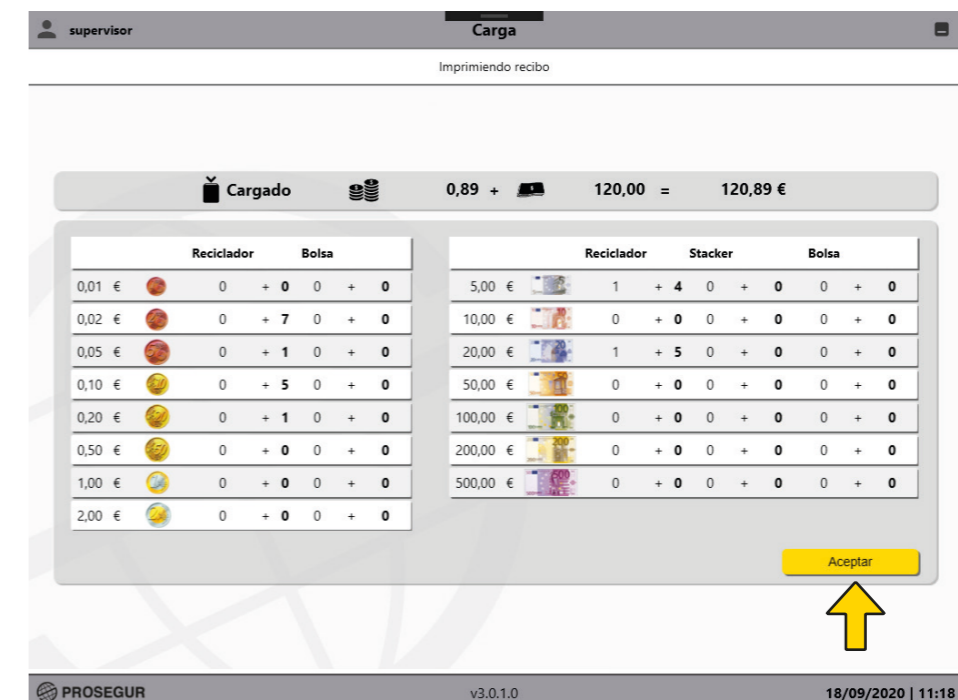 supervisor Carga
Imprimiendo recibo
Cargado 0,89 + 120,00 = 120,89 €
Reciclador Bolsa
0,01 € 0 + 0 0 + 0
0,02 € 0 + 7 0 + 0
0,05 € 0 + 1 0 + 0
0,10 € 0 + 5 0 + 0
0,20 € 0 + 1 0 + 0
0,50 € 0 + 0 0 + 0
1,00 € 0 + 0 0 + 0
2,00 € 0 + 0 0 + 0
Reciclador Stacker Bolsa
5,00 € 1 + 4 0 + 0 0 + 0
10,00 € 0 + 0 0 + 0 0 + 0
20,00 € 1 + 5 0 + 0 0 + 0
50,00 € 0 + 0 0 + 0 0 + 0
100,00 € 0 + 0 0 + 0 0 + 0
200,00 € 0 + 0 0 + 0 0 + 0
500,00 € 0 + 0 0 + 0 0 + 0
Aceptar
PROSEGUR v3.0.1.0 18/09/2020 | 11:18